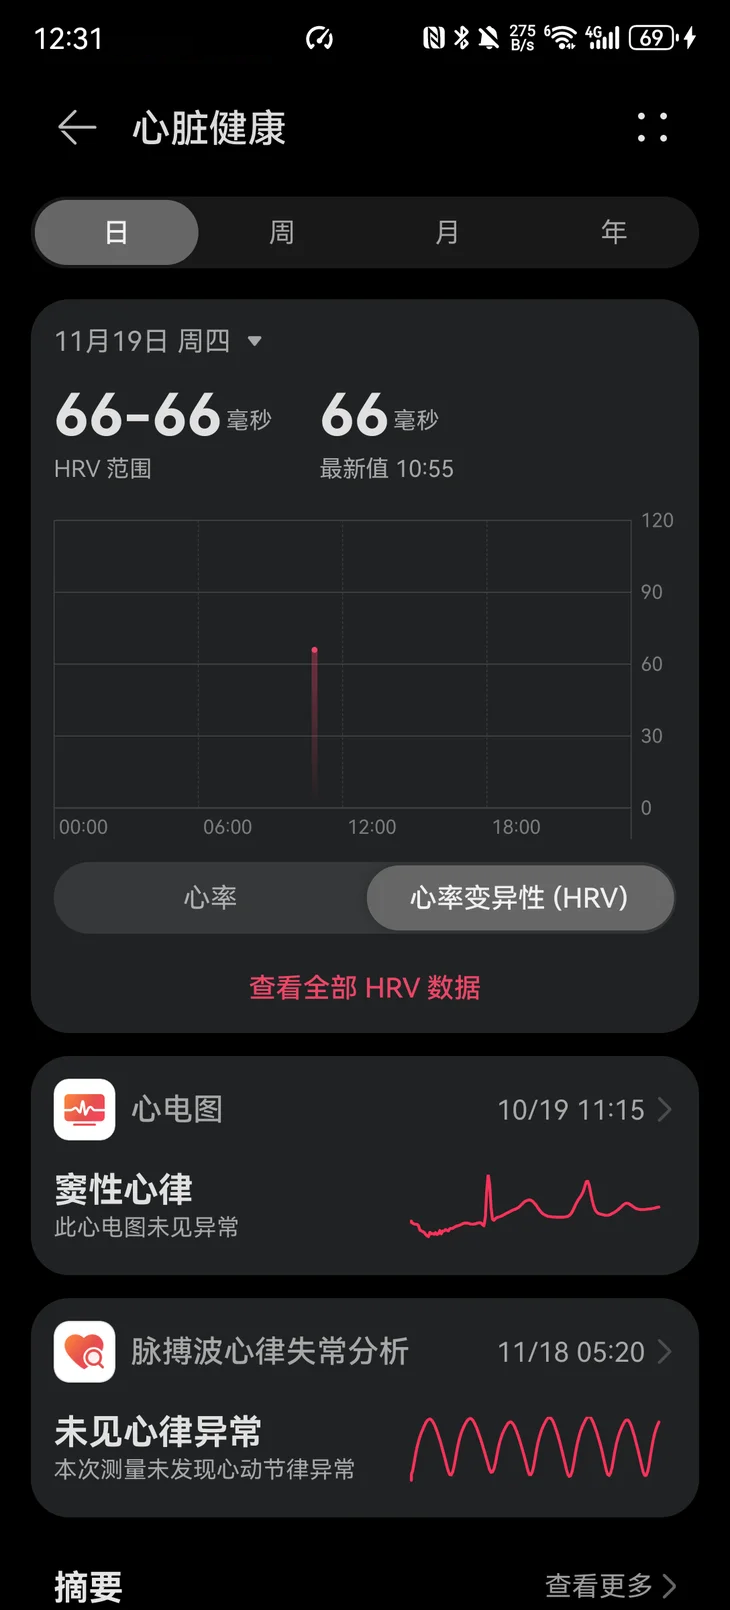 12:31
275 B/s 6 4G 69
心脏健康
日 周 月 年
11月19日 周四
66-66毫秒 66毫秒
HRV 范围 最新值 10:55
120
90
60
30
0
00:00 06:00 12:00 18:00
心率 心率变异性 (HRV)
查看全部 HRV 数据
心电图 10/19 11:15
窦性心律
此心电图未见异常
脉搏波心律失常分析 11/18 05:20
未见心律异常
本次测量未发现心动节律异常
摘要 查看更多